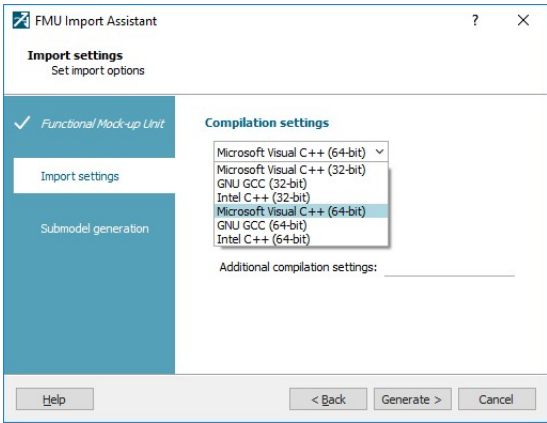 FMU Import Assistant
?
Import settings
Set import options
Functional Mock-up Unit
Import settings
Submodel generation
Compilation settings
Microsoft Visual C++ (64-bit)
Microsoft Visual C++ (32-bit)
GNU GCC (32-bit)
Intel C++ (32-bit)
Microsoft Visual C++ (64-bit)
GNU GCC (64-bit)
Intel C++ (64-bit)
Additional compilation settings:
Help
< Back
Generate >
Cancel